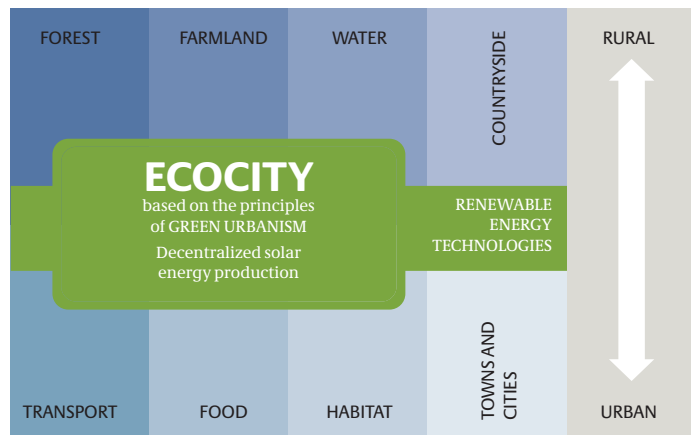 FOREST
FARMLAND
WATER
COUNTRYSIDE
RURAL
ECOCITY
based on the principles
of GREEN URBANISM
Decentralized solar
energy production
RENEWABLE
ENERGY
TECHNOLOGIES
TRANSPORT
FOOD
HABITAT
TOWNS AND
CITIES
URBAN